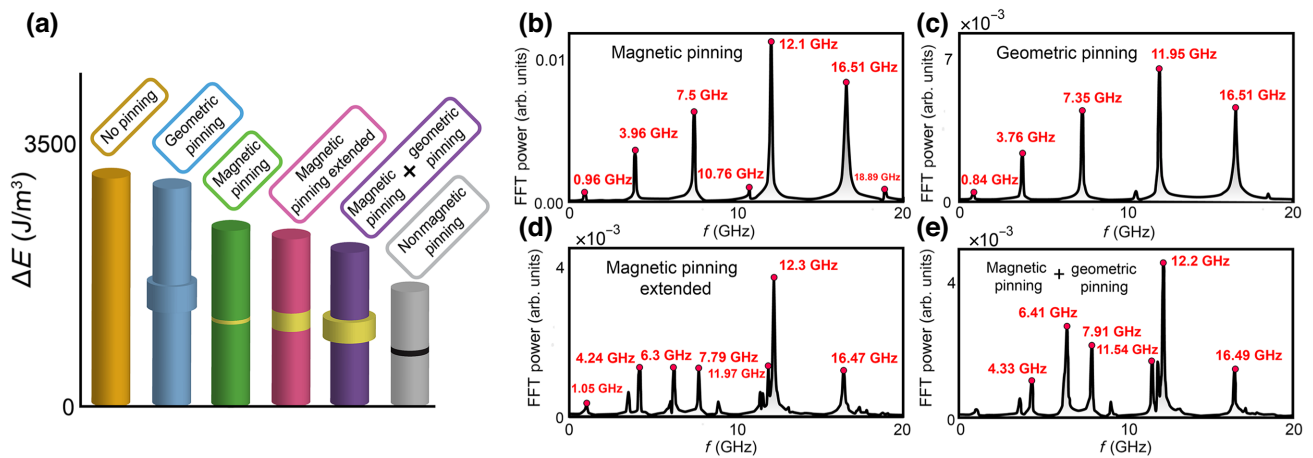 (a)
3500
0
ΔE (J/m³)
No pinning
Geometric
pinning
Magnetic
pinning
Magnetic
pinning extended
Magnetic + geometric
pinning pinning
Nonmagnetic
pinning
(b)
Magnetic pinning
FFT power (arb. units)
0.01
0.00
0.96 GHz
3.96 GHz
7.5 GHz
10.76 GHz
12.1 GHz
16.51 GHz
18.89 GHz
0
10
20
f (GHz)
(c)
×10⁻³
Geometric pinning
FFT power (arb. units)
7
0
0.84 GHz
3.76 GHz
7.35 GHz
11.95 GHz
16.51 GHz
0
10
20
f (GHz)
(d)
×10⁻³
Magnetic pinning
extended
FFT power (arb. units)
4
0
1.05 GHz
4.24 GHz
6.3 GHz
7.79 GHz
11.97 GHz
12.3 GHz
16.47 GHz
0
10
20
f (GHz)
(e)
×10⁻³
Magnetic + geometric
pinning pinning
FFT power (arb. units)
4
0
4.33 GHz
6.41 GHz
7.91 GHz
11.54 GHz
12.2 GHz
16.49 GHz
0
10
20
f (GHz)